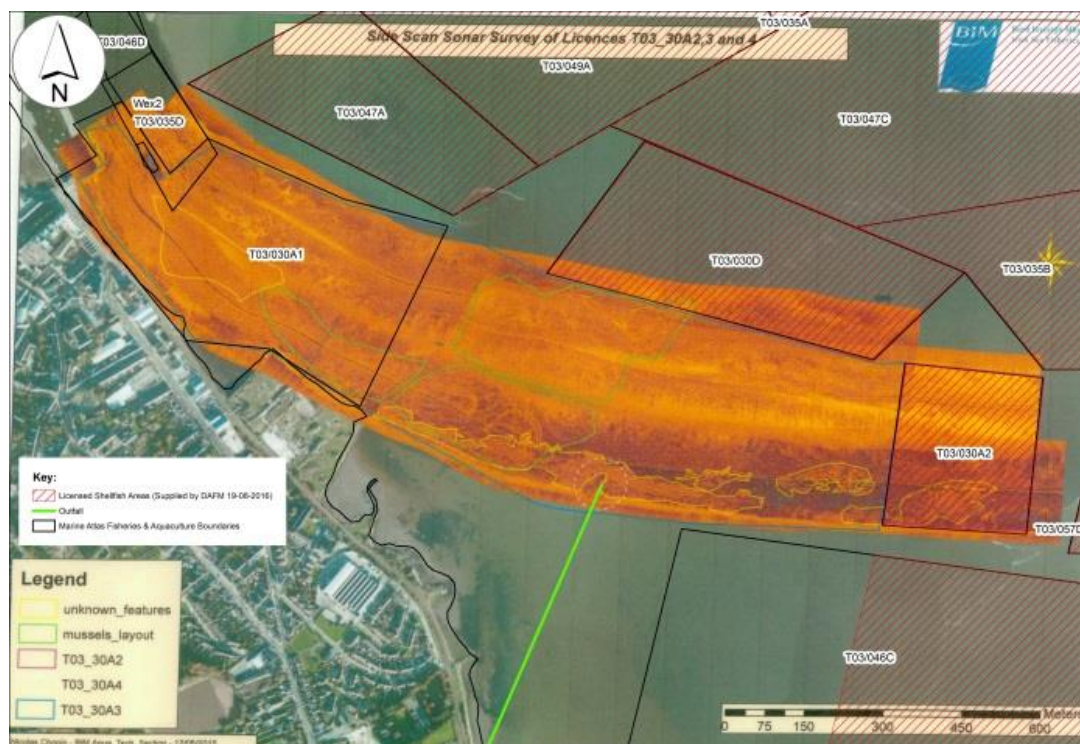 T03/035A
Side Scan Sonar Survey of Licences T03_30A2,3 and 4
BIM
T03/046D
T03/049A
N
Wex2
T03/035D
T03/047A
T03/047C
T03/030A1
T03/030D
T03/035B
T03/030A2
Key:
Licensed Shellfish Areas (Supplied by DAFM 19-08-2016)
Outfall
Marine Atlas Fisheries & Aquaculture Boundaries
T03/057D
Legend
unknown_features
mussels_layout
T03_30A2
T03_30A4
T03_30A3
T03/046C
Meters
0 75 150 300 450 600